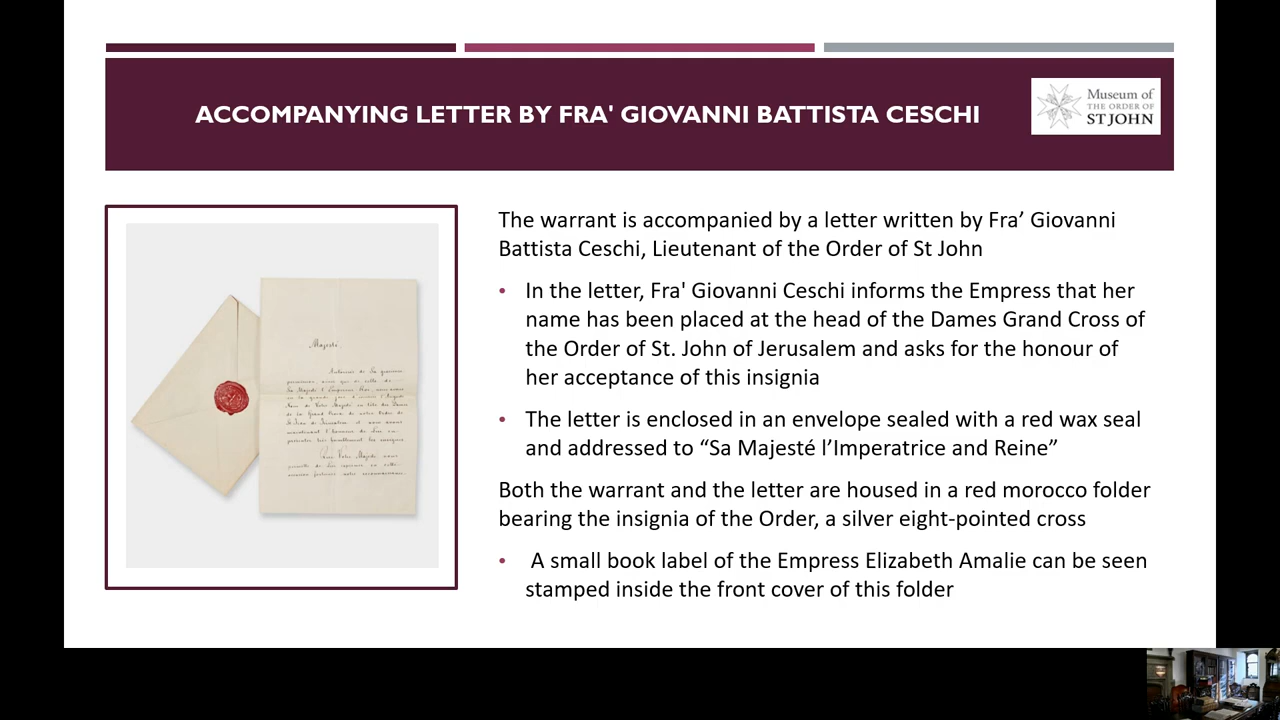 ACCOMPANYING LETTER BY FRA' GIOVANNI BATTISTA CESCHI
Museum of
THE ORDER OF
ST JOHN
Majesté
The warrant is accompanied by a letter written by Fra’ Giovanni
Battista Ceschi, Lieutenant of the Order of St John
• In the letter, Fra' Giovanni Ceschi informs the Empress that her
name has been placed at the head of the Dames Grand Cross of
the Order of St. John of Jerusalem and asks for the honour of
her acceptance of this insignia
• The letter is enclosed in an envelope sealed with a red wax seal
and addressed to “Sa Majesté l’Imperatrice and Reine”
Both the warrant and the letter are housed in a red morocco folder
bearing the insignia of the Order, a silver eight-pointed cross
• A small book label of the Empress Elizabeth Amalie can be seen
stamped inside the front cover of this folder